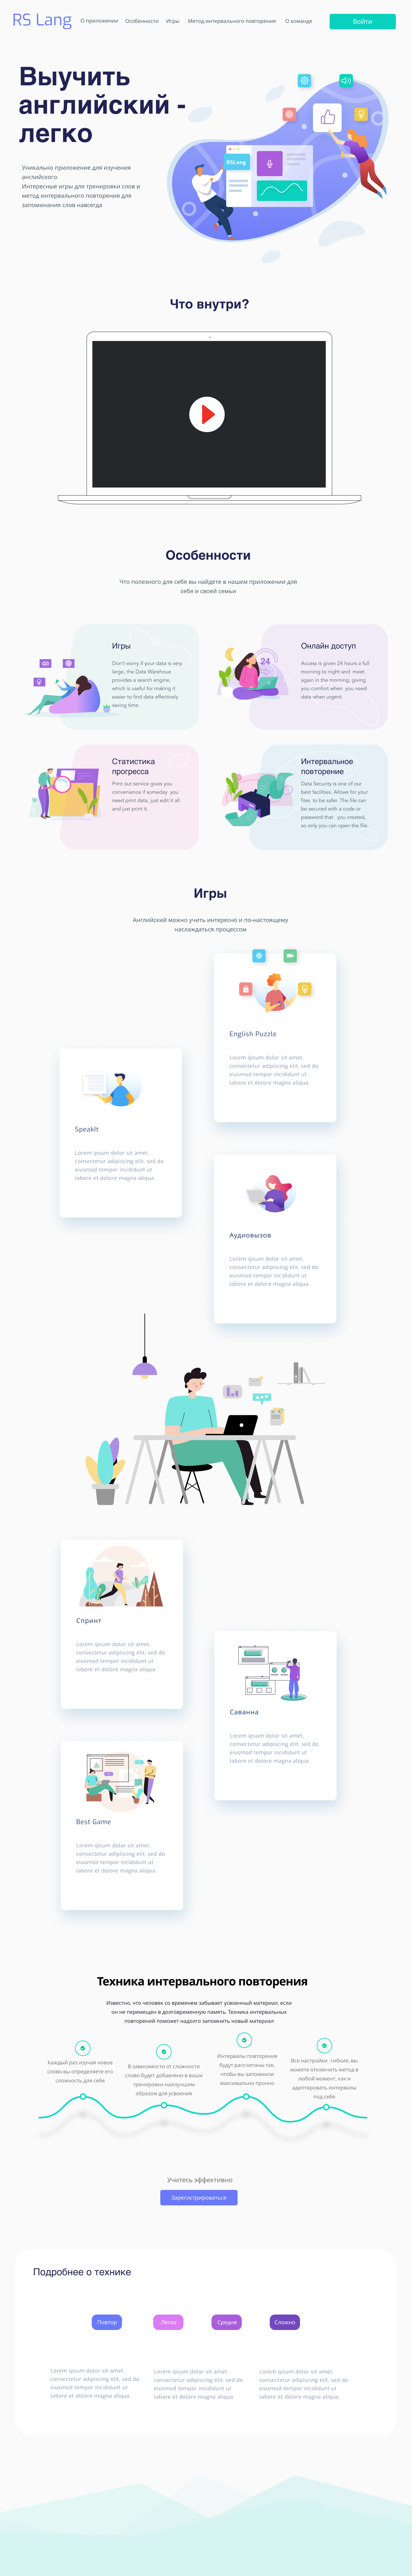 RS Lang
О приложении
Особенности
Игры
Метод интервального повторения
О команде
Войти
Выучить
английский -
легко
Уникально приложение для изучения
английского.
Интересные игры для тренировки слов и
метод интервального повторения для
запоминания слов навсегда
RSLang
Что внутри?
Особенности
Что полезного для себя вы найдете в нашем приложении для
себя и своей семьи
Игры
Don't worry if your data is very
large, the Data Warehoue
provides a search engine,
which is useful for making it
easier to find data effectively
saving time.
24
Онлайн доступ
Access is given 24 hours a full
morning to night and meet
again in the morning, giving
you comfort when you need
data when urgent.
Статистика
прогресса
Print out service gives you
convenience if someday you
need print data, just edit it all
and just print it.
Интервальное
повторение
Data Security is one of our
best facilities. Allows for your
files to be safer. The file can
be secured with a code or
password that you created,
so only you can open the file.
Игры
Английский можно учить интересно и по-настоящему
наслаждаться процессом
English Puzzle
Lorem ipsum dolor sit amet,
consectetur adipiscing elit, sed do
eiusmod tempor incididunt ut
labore et dolore magna aliqua.
SpeakIt
Lorem ipsum dolor sit amet,
consectetur adipiscing elit, sed do
eiusmod tempor incididunt ut
labore et dolore magna aliqua.
Аудиовызов
Lorem ipsum dolor sit amet,
consectetur adipiscing elit, sed do
eiusmod tempor incididunt ut
labore et dolore magna aliqua.
Спринт
Lorem ipsum dolor sit amet,
consectetur adipiscing elit, sed do
eiusmod tempor incididunt ut
labore et dolore magna aliqua.
Саванна
Lorem ipsum dolor sit amet,
consectetur adipiscing elit, sed do
eiusmod tempor incididunt ut
labore et dolore magna aliqua.
Best Game
Lorem ipsum dolor sit amet,
consectetur adipiscing elit, sed do
eiusmod tempor incididunt ut
labore et dolore magna aliqua.
Техника интервального повторения
Известно, что человек со временем забывает усвоенный материал, если
он не перемещен в долговременную память. Техника интервальных
повторений поможет надолго запомнить новый материал
Каждый раз изучая новое
слово вы определяете его
сложность для себя
В зависимости от сложности
слово будет добавлено в ваши
тренировки наилучшим
образом для усвоения
Интервалы повторения
будут рассчитаны так,
чтобы вы запомнили
максимально прочно
Все настройки - гибкие, вы
можете отключить метод в
любой момент, как и
адаптировать интервалы
под себя
Учитесь эффективно
Зарегистрироваться
Подробнее о технике
Повтор
Легко
Средне
Сложно
Lorem ipsum dolor sit amet,
consectetur adipiscing elit, sed do
eiusmod tempor incididunt ut
labore et dolore magna aliqua.
Lorem ipsum dolor sit amet,
consectetur adipiscing elit, sed do
eiusmod tempor incididunt ut
labore et dolore magna aliqua.
Lorem ipsum dolor sit amet,
consectetur adipiscing elit, sed do
eiusmod tempor incididunt ut
labore et dolore magna aliqua.